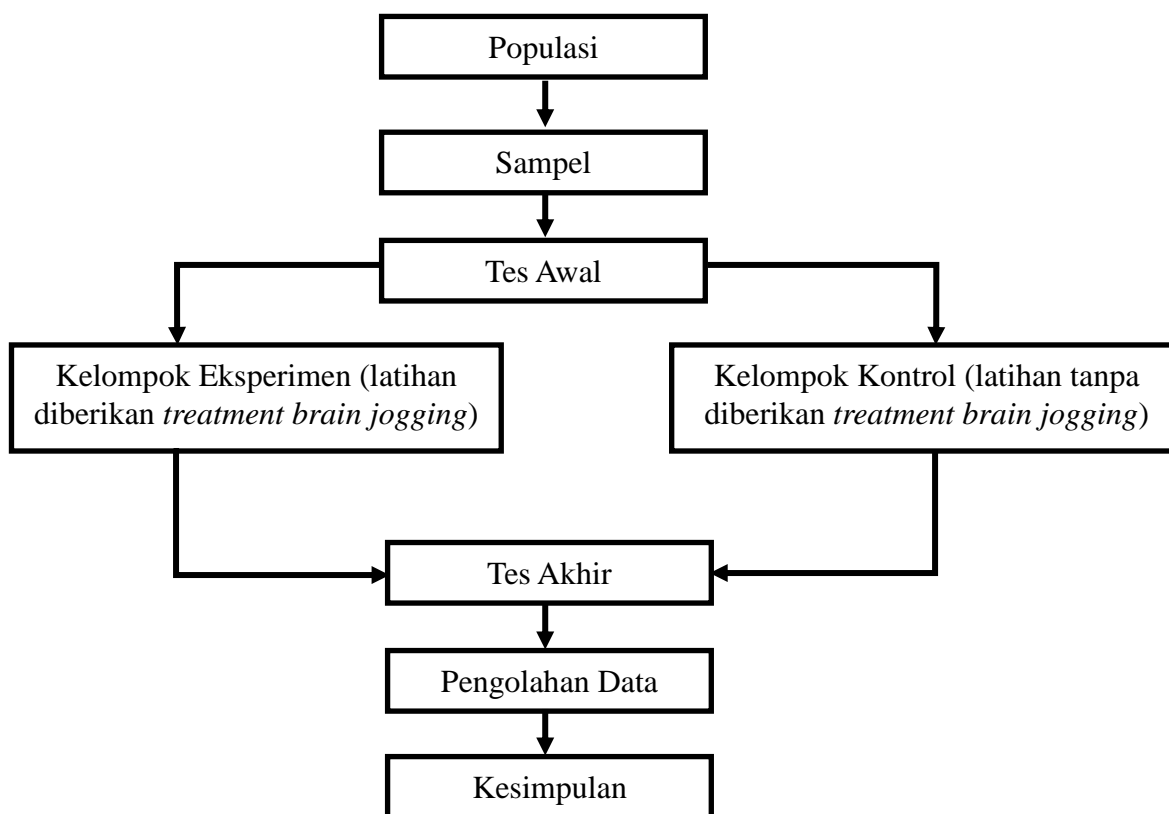 Populasi
Sampel
Tes Awal
Kelompok Eksperimen (latihan
diberikan treatment brain jogging)
Kelompok Kontrol (latihan tanpa
diberikan treatment brain jogging)
Tes Akhir
Pengolahan Data
Kesimpulan